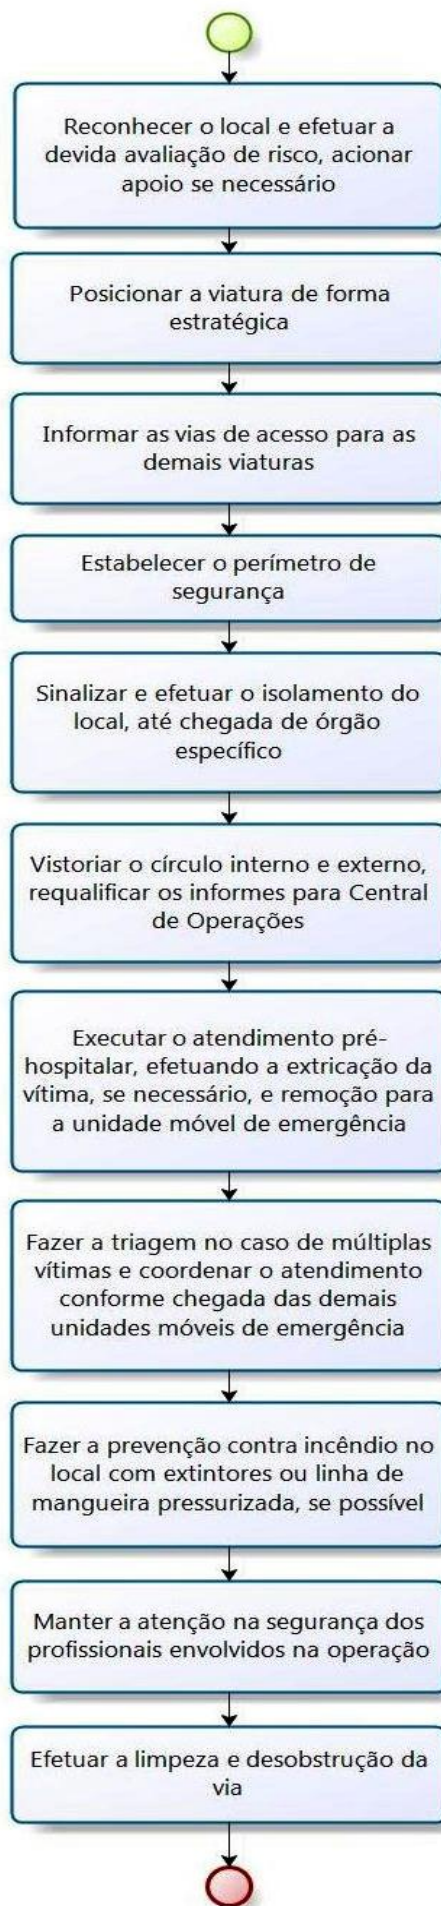 Reconhecer o local e efetuar a
devida avaliação de risco, acionar
apoio se necessário
Posicionar a viatura de forma
estratégica
Informar as vias de acesso para as
demais viaturas
Estabelecer o perímetro de
segurança
Sinalizar e efetuar o isolamento do
local, até chegada de órgão
específico
Vistoriar o círculo interno e externo,
requalificar os informes para Central
de Operações
Executar o atendimento pré-
hospitalar, efetuando a extricação da
vítima, se necessário, e remoção para
a unidade móvel de emergência
Fazer a triagem no caso de múltiplas
vítimas e coordenar o atendimento
conforme chegada das demais
unidades móveis de emergência
Fazer a prevenção contra incêndio no
local com extintores ou linha de
mangueira pressurizada, se possível
Manter a atenção na segurança dos
profissionais envolvidos na operação
Efetuar a limpeza e desobstrução da
via